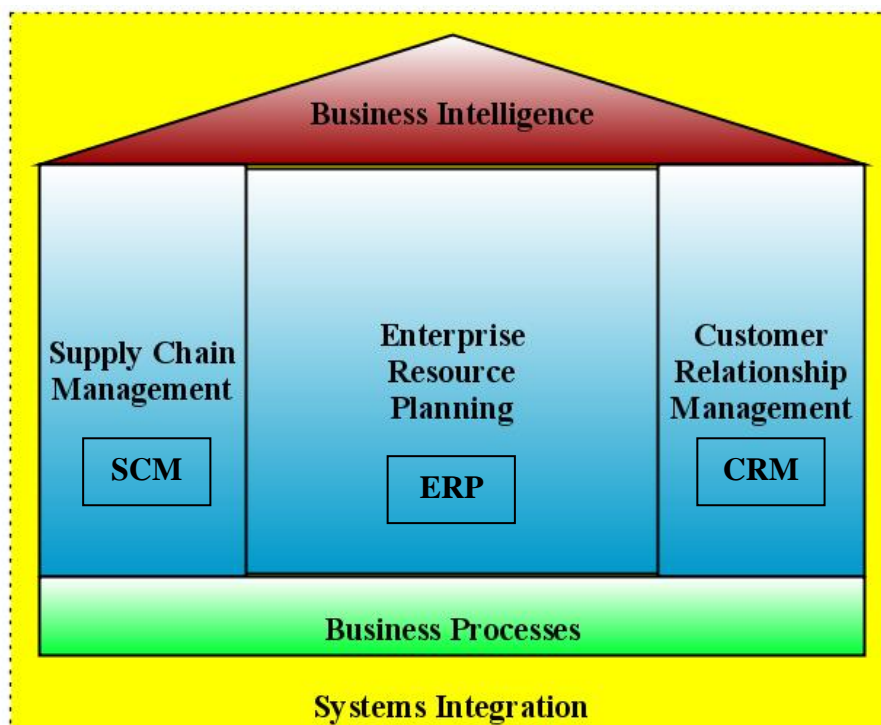 Business Intelligence
Supply Chain
Management
SCM
Enterprise
Resource
Planning
ERP
Customer
Relationship
Management
CRM
Business Processes
Systems Integration